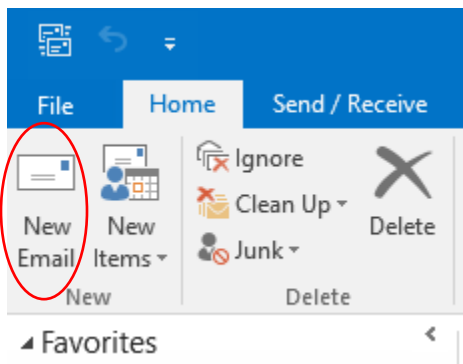 File Home Send / Receive
New Email
New Items
Ignore
Clean Up
Junk
Delete
New Delete
Favorites